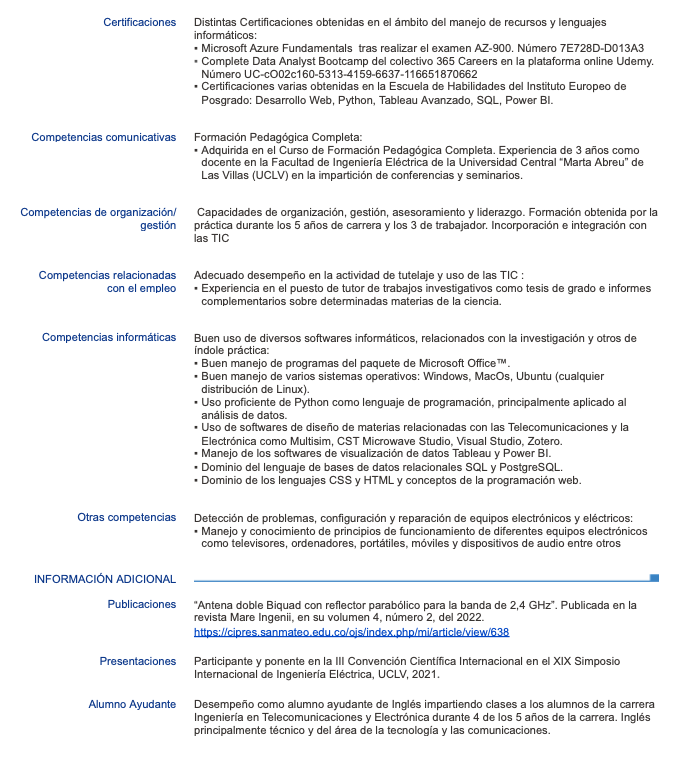 Certificaciones
Distintas Certificaciones obtenidas en el ámbito del manejo de recursos y lenguajes
informáticos:
▪ Microsoft Azure Fundamentals  tras realizar el examen AZ-900. Número 7E728D-D013A3
▪ Complete Data Analyst Bootcamp del colectivo 365 Careers en la plataforma online Udemy.
Número UC-cO02c160-5313-4159-6637-116651870662
▪ Certificaciones varias obtenidas en la Escuela de Habilidades del Instituto Europeo de
Posgrado: Desarrollo Web, Python, Tableau Avanzado, SQL, Power BI.
Competencias comunicativas
Formación Pedagógica Completa:
▪ Adquirida en el Curso de Formación Pedagógica Completa. Experiencia de 3 años como
docente en la Facultad de Ingeniería Eléctrica de la Universidad Central “Marta Abreu” de
Las Villas (UCLV) en la impartición de conferencias y seminarios.
Competencias de organización/
gestión
Capacidades de organización, gestión, asesoramiento y liderazgo. Formación obtenida por la
práctica durante los 5 años de carrera y los 3 de trabajador. Incorporación e integración con
las TIC
Competencias relacionadas
con el empleo
Adecuado desempeño en la actividad de tutelaje y uso de las TIC :
▪ Experiencia en el puesto de tutor de trabajos investigativos como tesis de grado e informes
complementarios sobre determinadas materias de la ciencia.
Competencias informáticas
Buen uso de diversos softwares informáticos, relacionados con la investigación y otros de
índole práctica:
▪ Buen manejo de programas del paquete de Microsoft Office™.
▪ Buen manejo de varios sistemas operativos: Windows, MacOs, Ubuntu (cualquier
distribución de Linux).
▪ Uso proficiente de Python como lenguaje de programación, principalmente aplicado al
análisis de datos.
▪ Uso de softwares de diseño de materias relacionadas con las Telecomunicaciones y la
Electrónica como Multisim, CST Microwave Studio, Visual Studio, Zotero.
▪ Manejo de los softwares de visualización de datos Tableau y Power BI.
▪ Dominio del lenguaje de bases de datos relacionales SQL y PostgreSQL.
▪ Dominio de los lenguajes CSS y HTML y conceptos de la programación web.
Otras competencias
Detección de problemas, configuración y reparación de equipos electrónicos y eléctricos:
▪ Manejo y conocimiento de principios de funcionamiento de diferentes equipos electrónicos
como televisores, ordenadores, portátiles, móviles y dispositivos de audio entre otros
INFORMACIÓN ADICIONAL
Publicaciones
“Antena doble Biquad con reflector parabólico para la banda de 2,4 GHz”. Publicada en la
revista Mare Ingenii, en su volumen 4, número 2, del 2022.
https://cipres.sanmateo.edu.co/ojs/index.php/mi/article/view/638
Presentaciones
Participante y ponente en la III Convención Científica Internacional en el XIX Simposio
Internacional de Ingeniería Eléctrica, UCLV, 2021.
Alumno Ayudante
Desempeño como alumno ayudante de Inglés impartiendo clases a los alumnos de la carrera
Ingeniería en Telecomunicaciones y Electrónica durante 4 de los 5 años de la carrera. Inglés
principalmente técnico y del área de la tecnología y las comunicaciones.